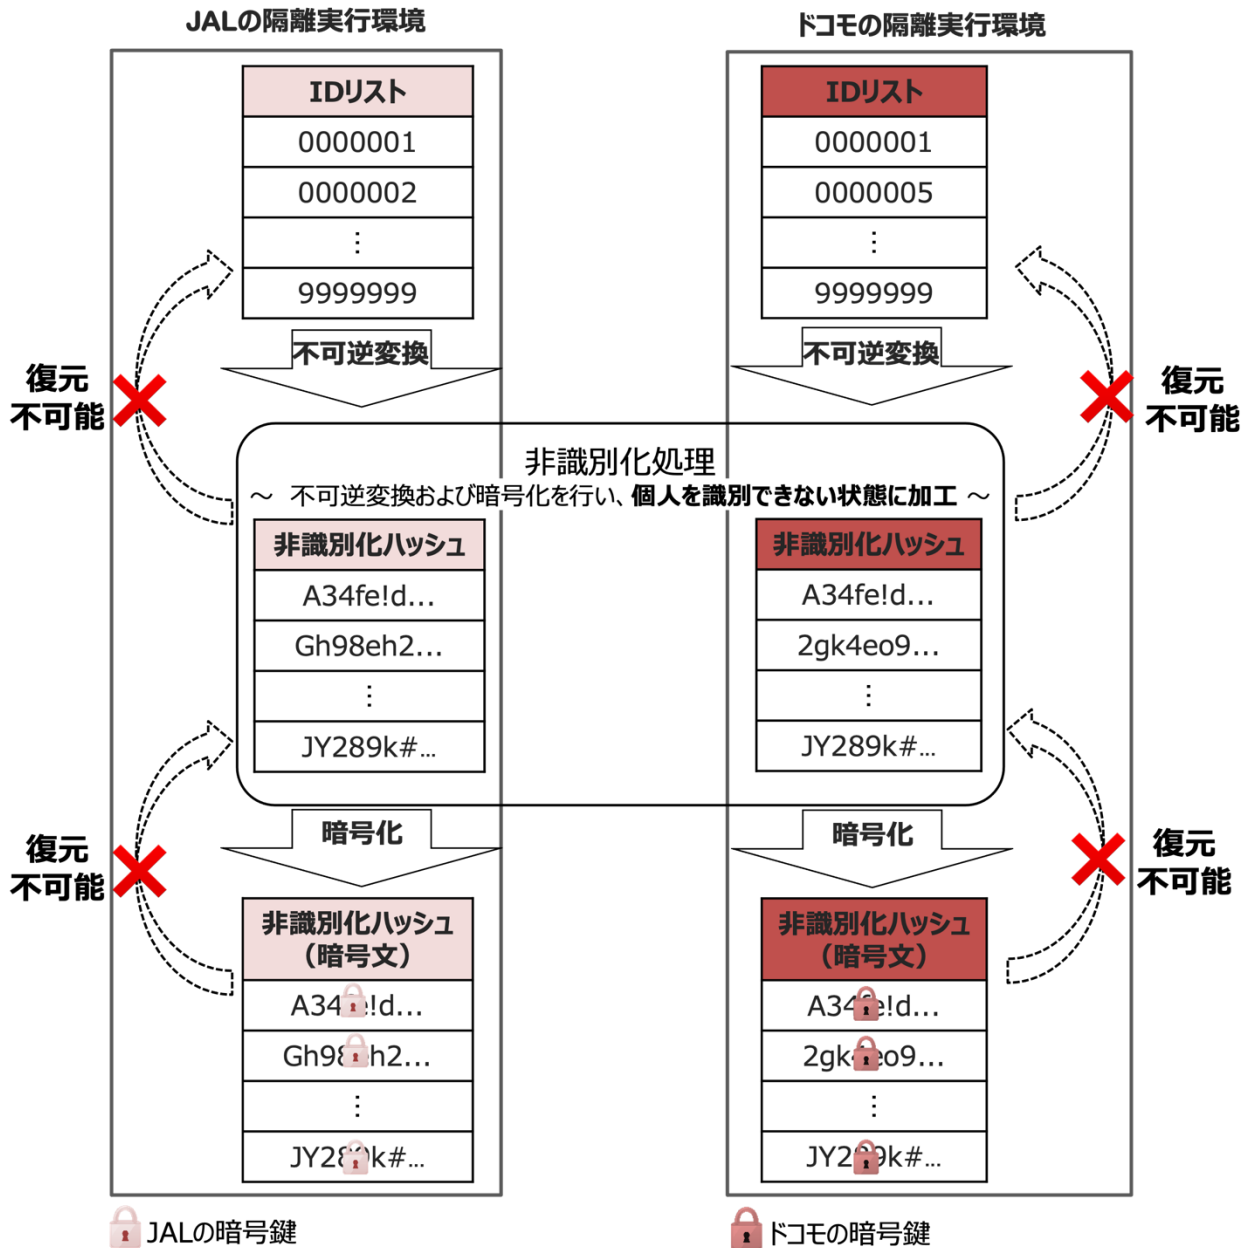 JALの隔離実行環境
IDリスト
0000001
0000002
⋮
9999999
不可逆変換
復元
不可能
ドコモの隔離実行環境
IDリスト
0000001
0000005
⋮
9999999
不可逆変換
復元
不可能
非識別化処理
～ 不可逆変換および暗号化を行い、個人を識別できない状態に加工 ～
非識別化ハッシュ
A34fe!d...
Gh98eh2...
⋮
JY289k#...
非識別化ハッシュ
A34fe!d...
2gk4eo9...
⋮
JY289k#...
暗号化
復元
不可能
非識別化ハッシュ
（暗号文）
A34fe!d...
Gh98eh2...
⋮
JY289k#...
暗号化
復元
不可能
非識別化ハッシュ
（暗号文）
A34fe!d...
2gk4eo9...
⋮
JY289k#...
JALの暗号鍵
ドコモの暗号鍵